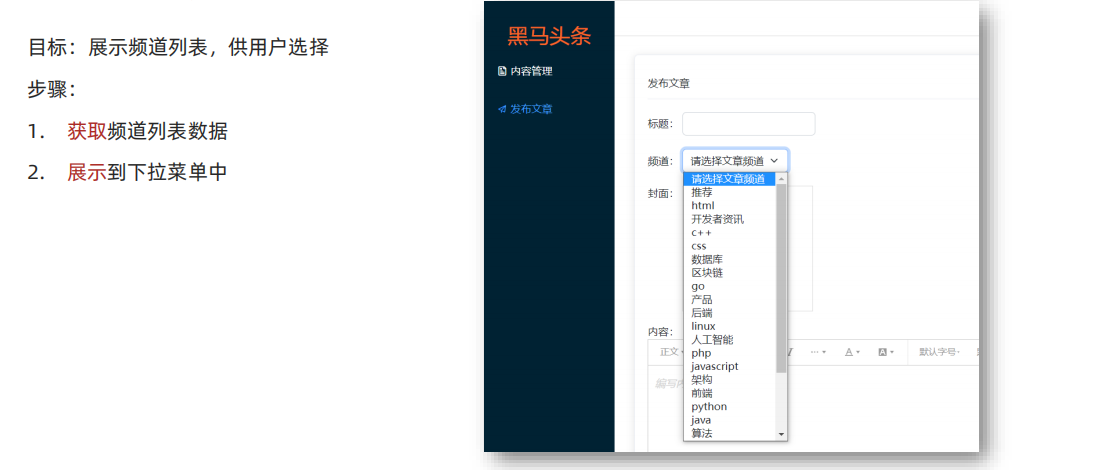 目标：展示频道列表，供用户选择
步骤：
1. 获取频道列表数据
2. 展示到下拉菜单中
黑马头条
内容管理
发布文章
发布文章
标题：
频道： 请选择文章频道
请选择文章频道
封面：
推荐
html
开发者资讯
c++
css
数据库
区块链
go
产品
后端
linux
内容：
人工智能
正文 默认字号
php
javascript
架构
编写内
前端
python
java
算法